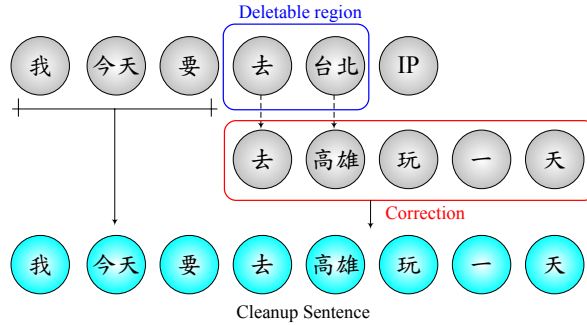 Deletable region
我 今天 要 去 台北 IP
去 高雄 玩 一 天
Correction
我 今天 要 去 高雄 玩 一 天
Cleanup Sentence